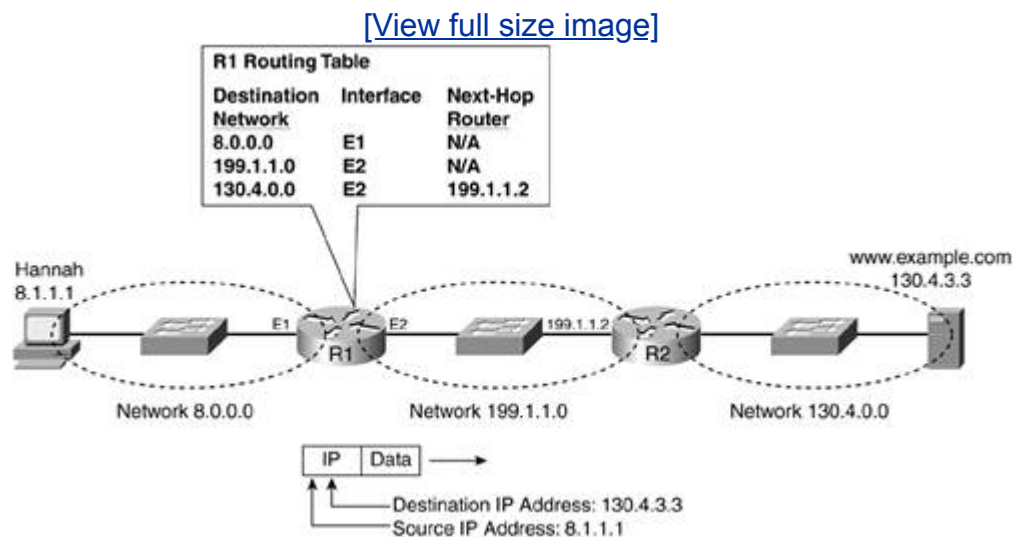 [View full size image]
R1 Routing Table
Destination Network Interface Next-Hop Router
8.0.0.0 E1 N/A
199.1.1.0 E2 N/A
130.4.0.0 E2 199.1.1.2
Hannah
8.1.1.1
www.example.com
130.4.3.3
E1
R1
E2
199.1.1.2
R2
Network 8.0.0.0
Network 199.1.1.0
Network 130.4.0.0
IP Data
Destination IP Address: 130.4.3.3
Source IP Address: 8.1.1.1